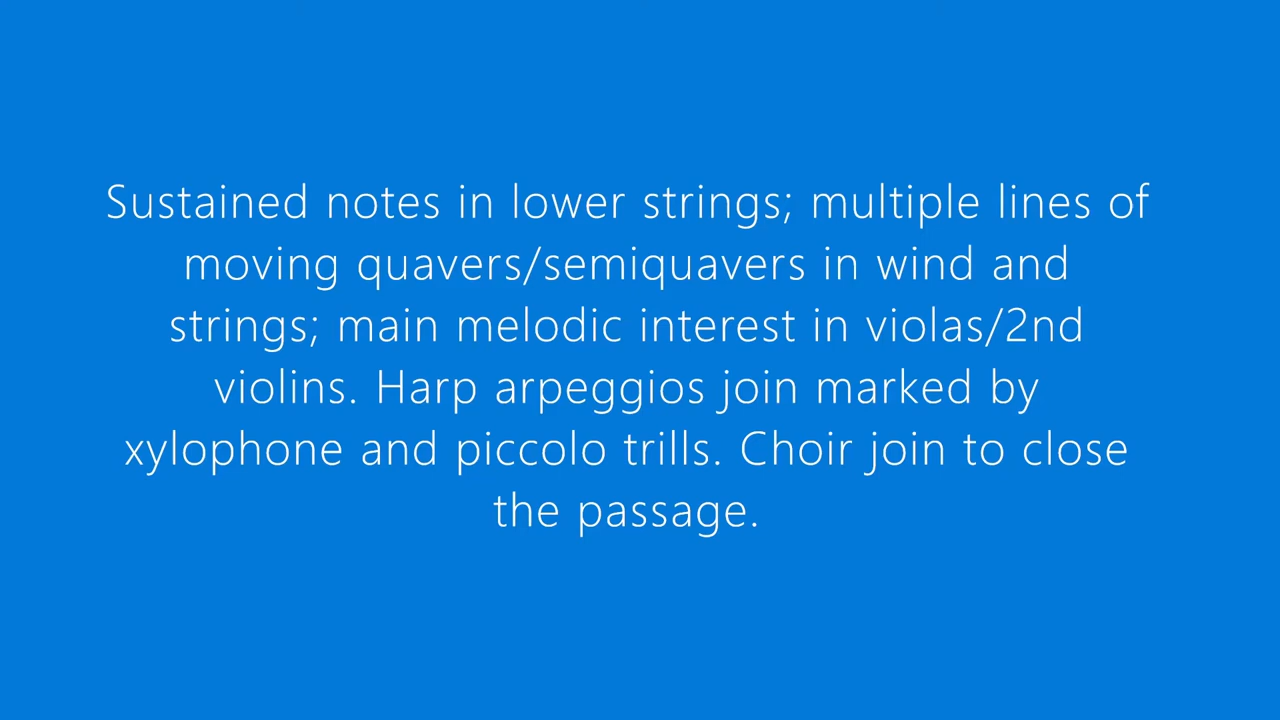 Sustained notes in lower strings; multiple lines of
moving quavers/semiquavers in wind and
strings; main melodic interest in violas/2nd
violins. Harp arpeggios join marked by
xylophone and piccolo trills. Choir join to close
the passage.